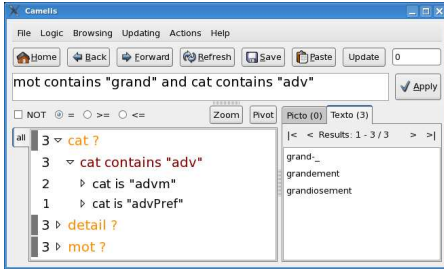 Camelis
File Logic Browsing Updating Actions Help
Home Back Forward Refresh Save Paste Update 0
mot contains "grand" and cat contains "adv" Apply
NOT = >= <= Zoom Pivot Picto (0) Texto (3)
all
3 cat ?
3 cat contains "adv"
2 cat is "advm"
1 cat is "advPref"
3 detail ?
3 mot ?
|< < Results: 1 - 3 / 3 > >|
grand-_
grandement
grandiosement